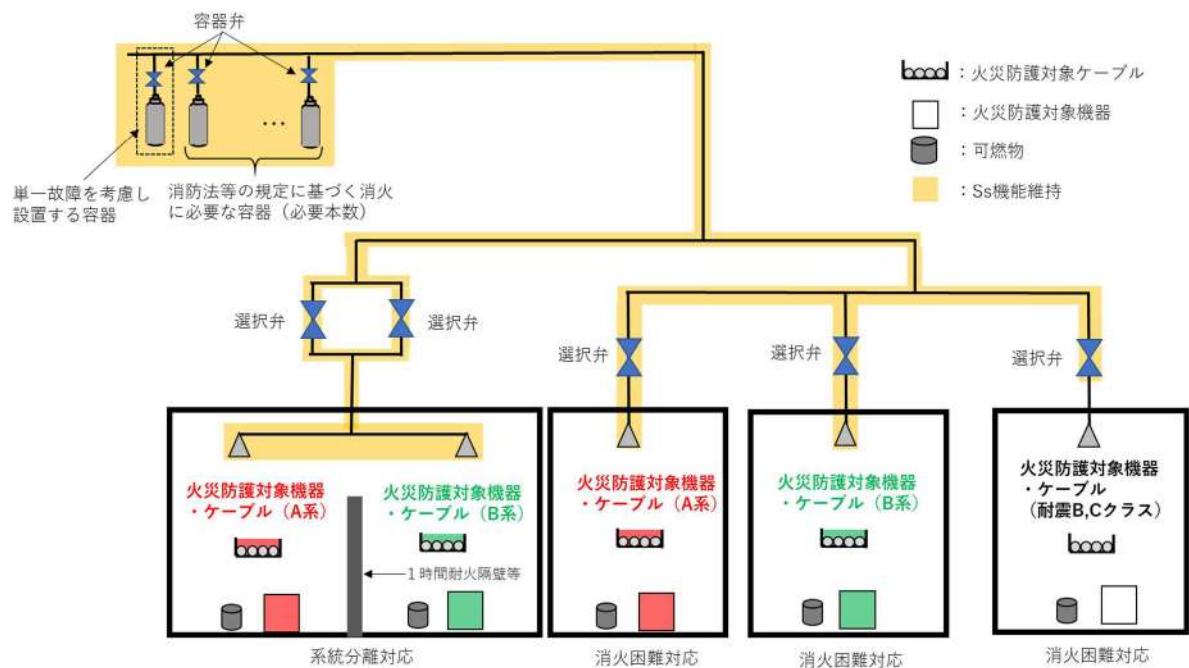 容器弁
…
単一故障を考慮し
設置する容器
消防法等の規定に基づく消火
に必要な容器（必要本数）
：火災防護対象ケーブル
：火災防護対象機器
：可燃物
：Ss機能維持
選択弁
選択弁
選択弁
選択弁
選択弁
火災防護対象機器
・ケーブル（A系）
火災防護対象機器
・ケーブル（B系）
1時間耐火隔壁等
系統分離対応
火災防護対象機器
・ケーブル（A系）
消火困難対応
火災防護対象機器
・ケーブル（B系）
消火困難対応
火災防護対象機器
・ケーブル
（耐震B,Cクラス）
消火困難対応